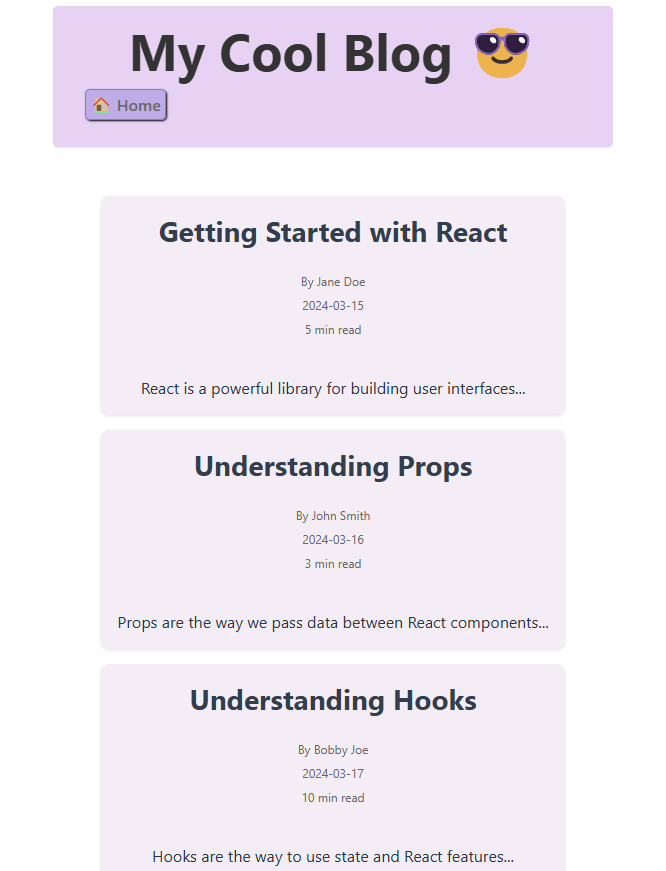 My Cool Blog 😎
🏠 Home
Getting Started with React
By Jane Doe
2024-03-15
5 min read
React is a powerful library for building user interfaces...
Understanding Props
By John Smith
2024-03-16
3 min read
Props are the way we pass data between React components...
Understanding Hooks
By Bobby Joe
2024-03-17
10 min read
Hooks are the way to use state and React features...